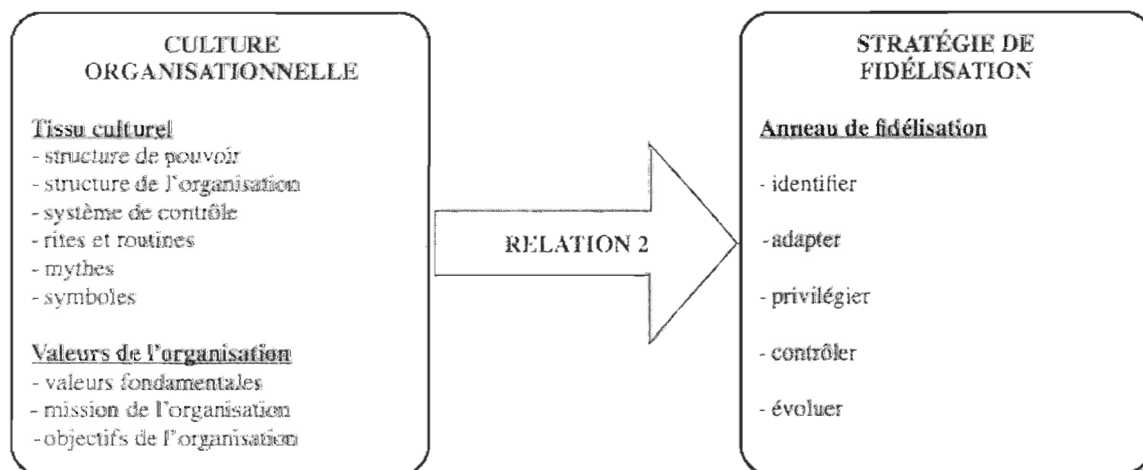 CULTURE
ORGANISATIONNELLE
Tissu culturel
- structure de pouvoir
- structure de l'organisation
- système de contrôle
- rites et routines
- mythes
- symboles
Valeurs de l'organisation
- valeurs fondamentales
- mission de l'organisation
- objectifs de l'organisation
RELATION 2
STRATÉGIE DE
FIDÉLISATION
Anneau de fidélisation
- identifier
- adapter
- privilégier
- contrôler
- évoluer